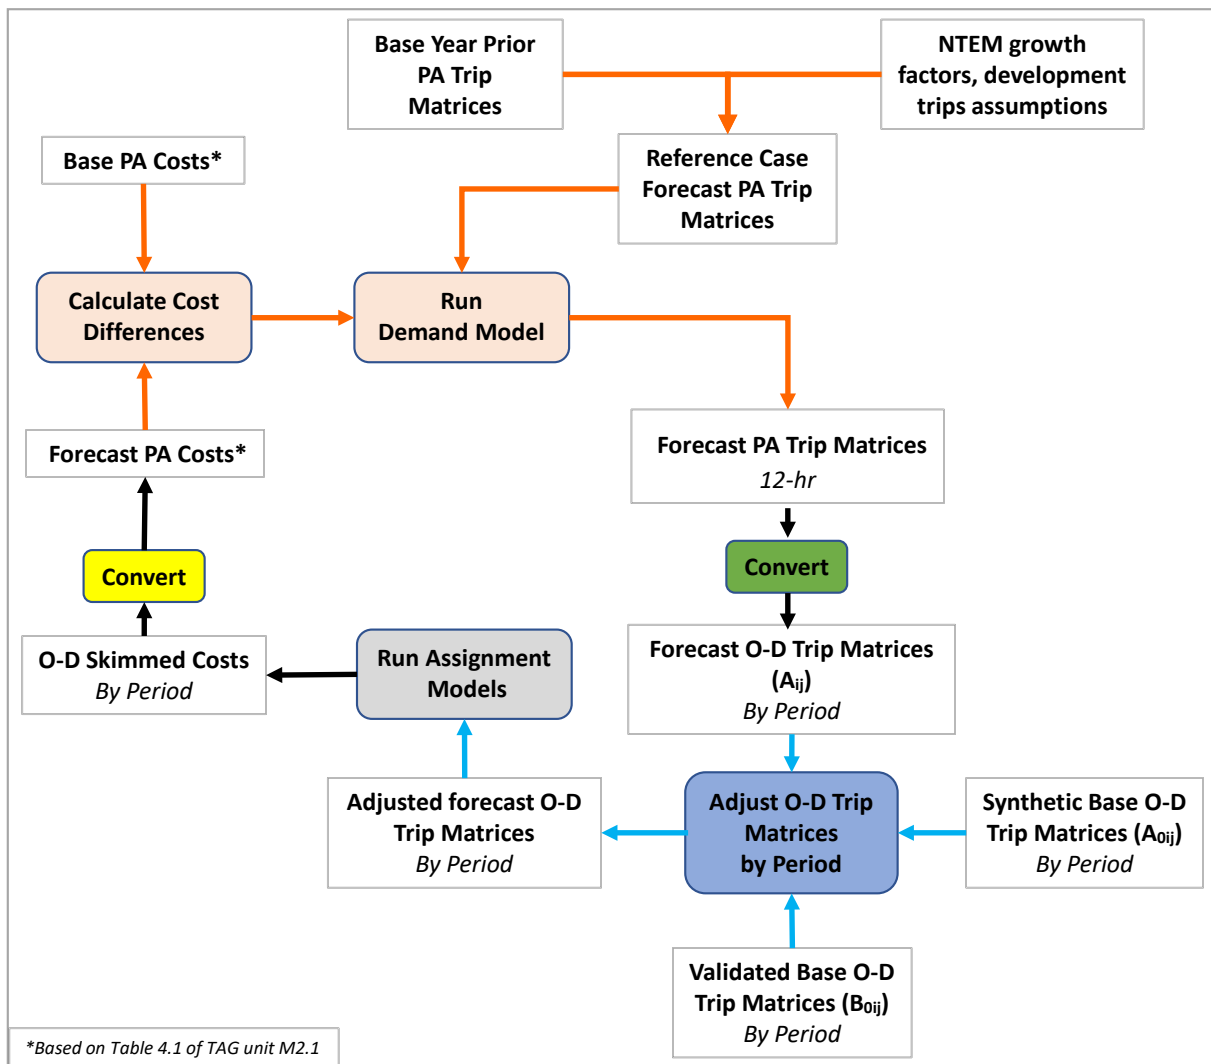 Base Year Prior
PA Trip
Matrices
NTEM growth
factors, development
trips assumptions
Base PA Costs*
Reference Case
Forecast PA Trip
Matrices
Calculate Cost
Differences
Run
Demand Model
Forecast PA Costs*
Forecast PA Trip Matrices
12-hr
Convert
Convert
O-D Skimmed Costs
By Period
Run Assignment
Models
Forecast O-D Trip Matrices
(Aij)
By Period
Adjusted forecast O-D
Trip Matrices
By Period
Adjust O-D Trip
Matrices
by Period
Synthetic Base O-D
Trip Matrices (A0ij)
By Period
Validated Base O-D
Trip Matrices (B0ij)
By Period
*Based on Table 4.1 of TAG unit M2.1